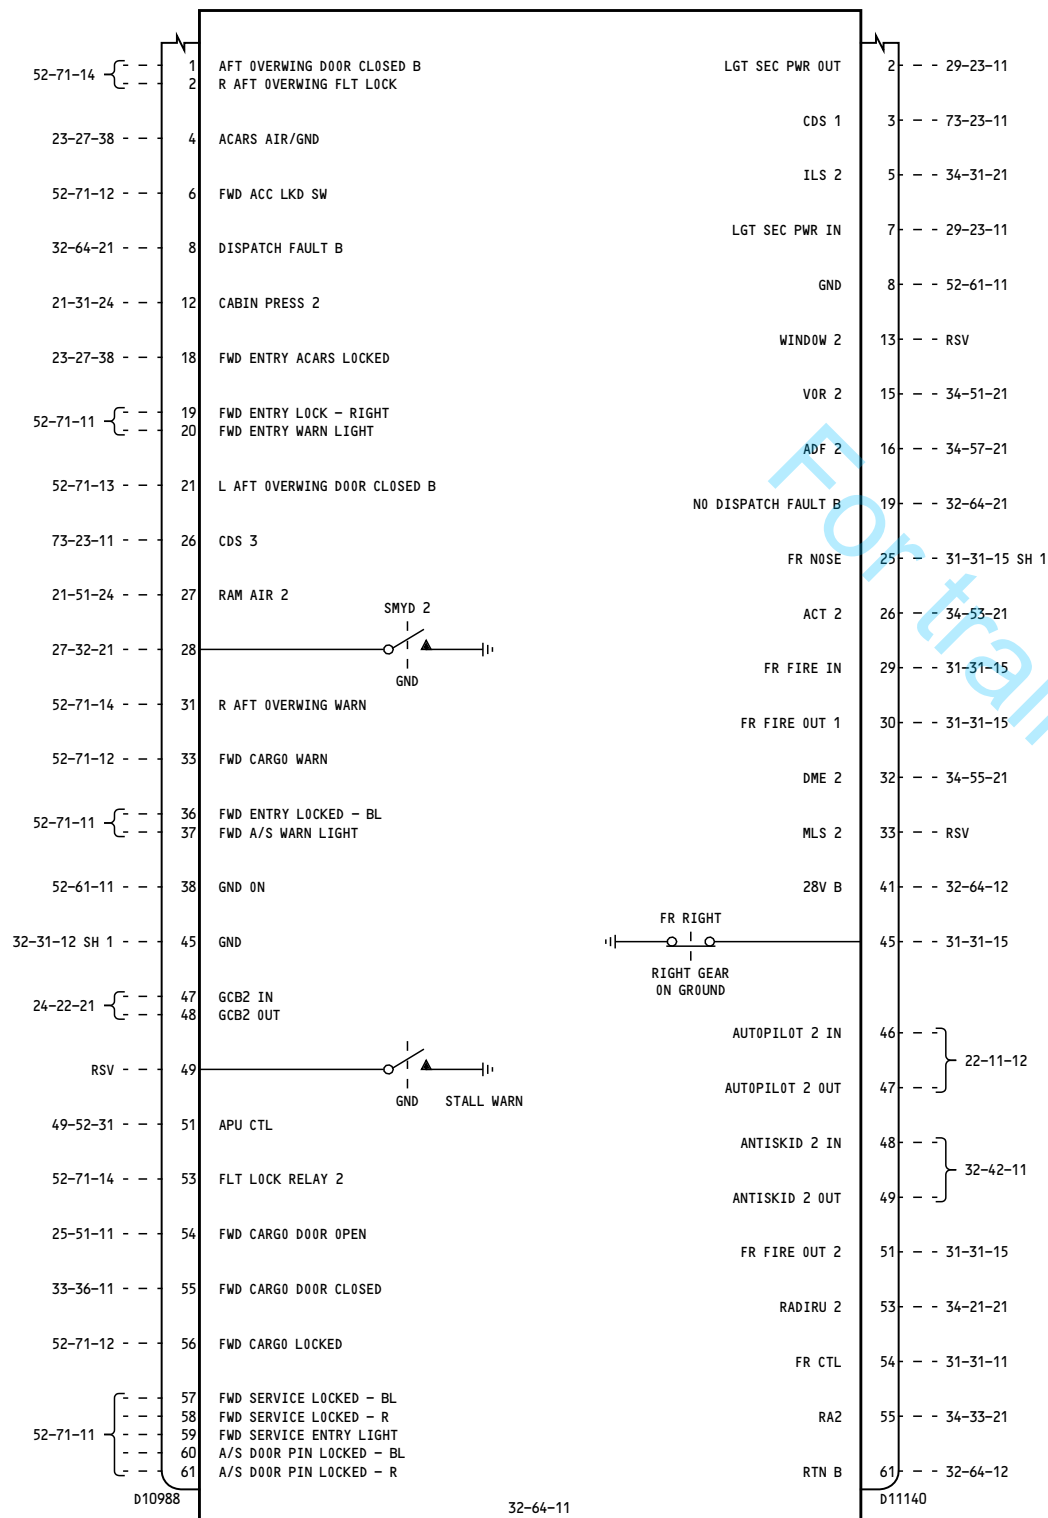 52-71-14 1 AFT OVERWING DOOR CLOSED B
2 R AFT OVERWING FLT LOCK
23-27-38 4 ACARS AIR/GND
52-71-12 6 FWD ACC LKD SW
32-64-21 8 DISPATCH FAULT B
21-31-24 12 CABIN PRESS 2
23-27-38 18 FWD ENTRY ACARS LOCKED
52-71-11 19 FWD ENTRY LOCK - RIGHT
20 FWD ENTRY WARN LIGHT
52-71-13 21 L AFT OVERWING DOOR CLOSED B
73-23-11 26 CDS 3
21-51-24 27 RAM AIR 2
SMYD 2
27-32-21 28
GND
52-71-14 31 R AFT OVERWING WARN
52-71-12 33 FWD CARGO WARN
52-71-11 36 FWD ENTRY LOCKED - BL
37 FWD A/S WARN LIGHT
52-61-11 38 GND ON
32-31-12 SH 1 45 GND
24-22-21 47 GCB2 IN
48 GCB2 OUT
RSV 49
GND STALL WARN
49-52-31 51 APU CTL
52-71-14 53 FLT LOCK RELAY 2
25-51-11 54 FWD CARGO DOOR OPEN
33-36-11 55 FWD CARGO DOOR CLOSED
52-71-12 56 FWD CARGO LOCKED
52-71-11 57 FWD SERVICE LOCKED - BL
58 FWD SERVICE LOCKED - R
59 FWD SERVICE ENTRY LIGHT
60 A/S DOOR PIN LOCKED - BL
61 A/S DOOR PIN LOCKED - R
D10988
LGT SEC PWR OUT 2 29-23-11
CDS 1 3 73-23-11
ILS 2 5 34-31-21
LGT SEC PWR IN 7 29-23-11
GND 8 52-61-11
WINDOW 2 13 RSV
VOR 2 15 34-51-21
ADF 2 16 34-57-21
NO DISPATCH FAULT B 19 32-64-21
FR NOSE 25 31-31-15 SH 1
ACT 2 26 34-53-21
FR FIRE IN 29 31-31-15
FR FIRE OUT 1 30 31-31-15
DME 2 32 34-55-21
MLS 2 33 RSV
28V B 41 32-64-12
FR RIGHT
45 31-31-15
RIGHT GEAR
ON GROUND
AUTOPILOT 2 IN 46
22-11-12
AUTOPILOT 2 OUT 47
ANTISKID 2 IN 48
32-42-11
ANTISKID 2 OUT 49
FR FIRE OUT 2 51 31-31-15
RADIRU 2 53 34-21-21
FR CTL 54 31-31-11
RA2 55 34-33-21
RTN B 61 32-64-12
D11140
32-64-11
For